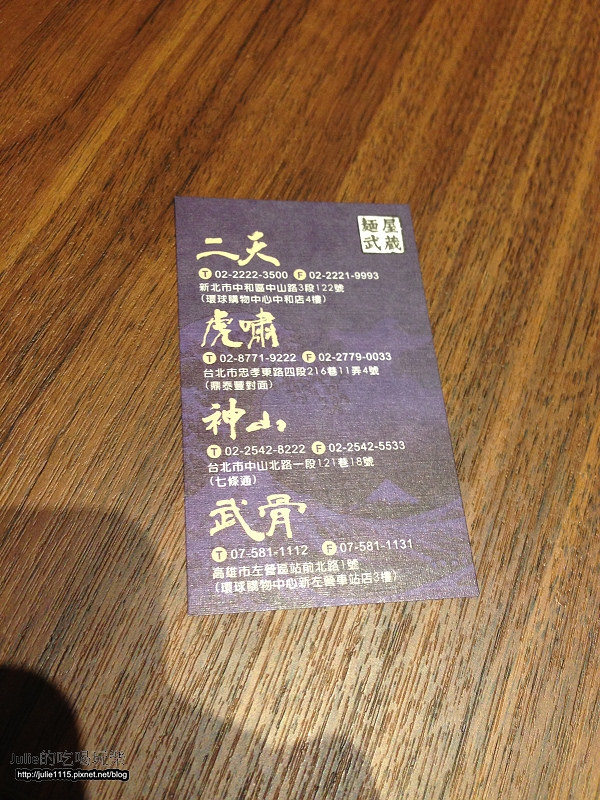 麺屋
武蔵
二天
T 02-2222-3500 F 02-2221-9993
新北市中和區中山路3段122號
(環球購物中心中和店4樓)
虎嘯
T 02-8771-9222 F 02-2779-0033
台北市忠孝東路四段216巷11弄4號
(鼎泰豐對面)
神山
T 02-2542-8222 F 02-2542-5533
台北市中山北路一段121巷18號
(七條通)
武骨
T 07-581-1112 F 07-581-1131
高雄市左營區站前北路1號
(環球購物中心新左營車站店3樓)
Julie的吃喝玩樂
http://julie1115.pixnet.net/blog